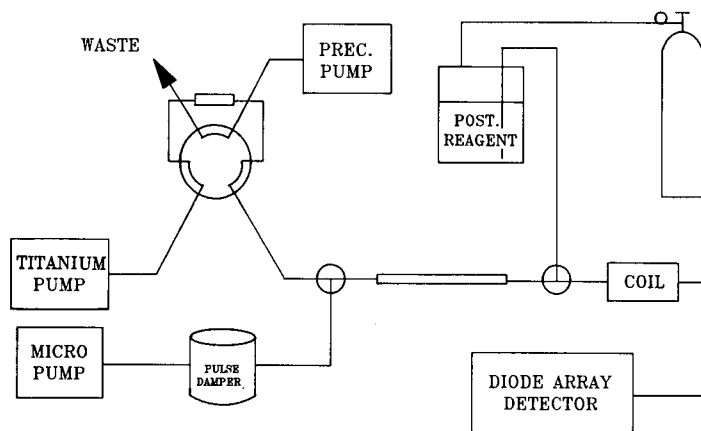 WASTE
PREC.
PUMP
POST.
REAGENT
TITANIUM
PUMP
COIL
MICRO
PUMP
PULSE
DAMPER
DIODE ARRAY
DETECTOR